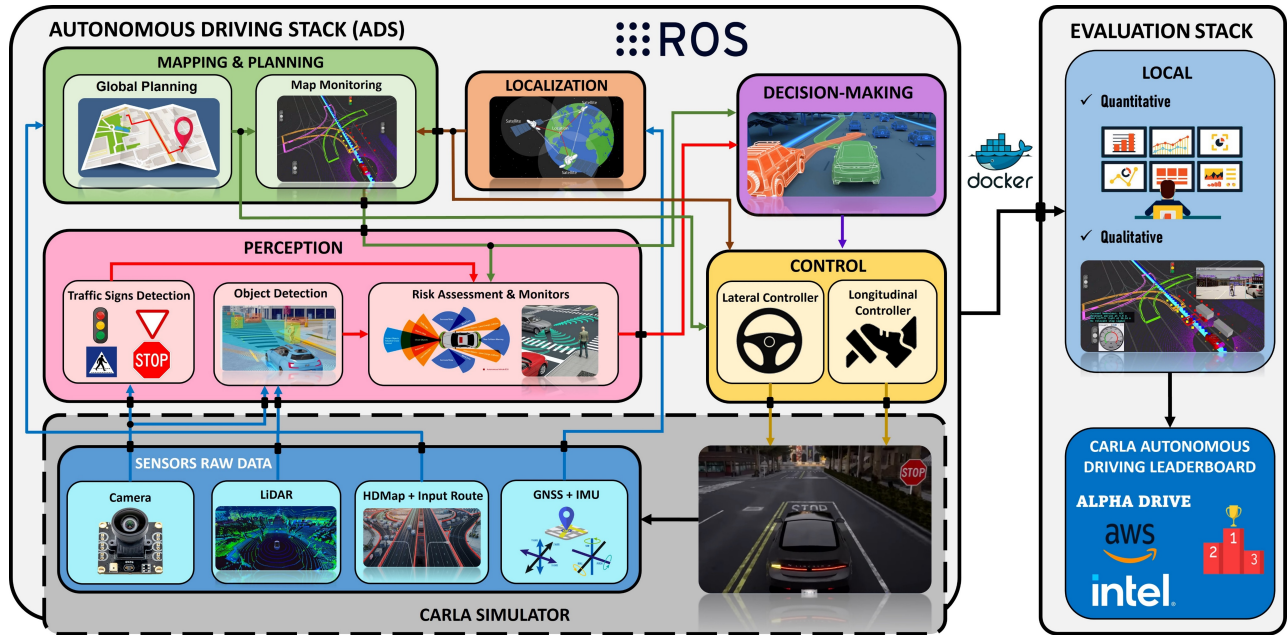 AUTONOMOUS DRIVING STACK (ADS)
ROS
MAPPING & PLANNING
Global Planning
Map Monitoring
LOCALIZATION
Satellite
Satellite
DECISION-MAKING
PERCEPTION
Traffic Signs Detection
STOP
Object Detection
Risk Assessment & Monitors
CONTROL
Lateral Controller
Longitudinal
Controller
SENSORS RAW DATA
Camera
LiDAR
HDMap + Input Route
GNSS + IMU
STOP
STOP
CARLA SIMULATOR
docker
EVALUATION STACK
LOCAL
✓ Quantitative
✓ Qualitative
CARLA AUTONOMOUS
DRIVING LEADERBOARD
ALPHA DRIVE
aws
intel.
1
2
3